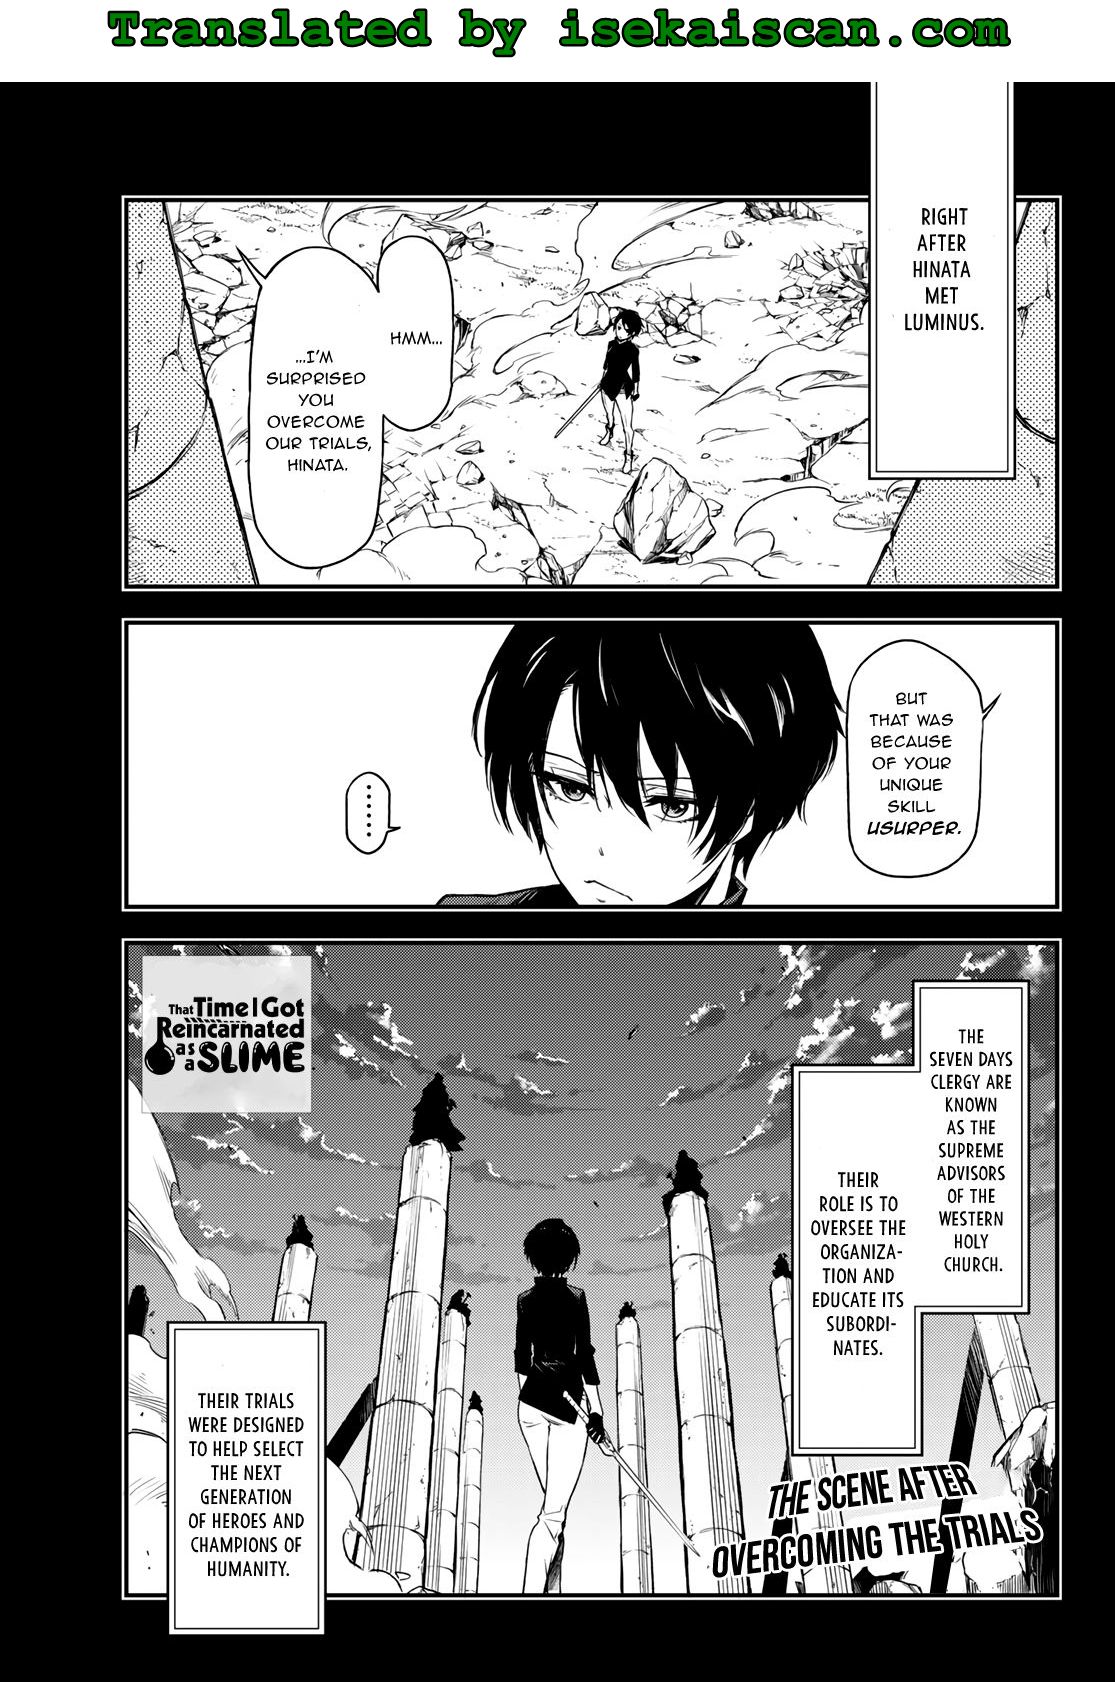 Translated by isekaiscan.com
RIGHT
AFTER
HINATA
MET
LUMINUS.
HMM...
...I'M
SURPRISED
YOU
OVERCOME
OUR TRIALS,
HINATA.
BUT
THAT WAS
BECAUSE
OF YOUR
UNIQUE
SKILL
USURPER.
......
That Time I Got
Reincarnated
as
a SLIME
THE
SEVEN DAYS
CLERGY ARE
KNOWN
AS THE
SUPREME
ADVISORS
OF THE
WESTERN
HOLY
CHURCH.
THEIR
ROLE IS TO
OVERSEE THE
ORGANIZA-
TION AND
EDUCATE ITS
SUBORDI-
NATES.
THEIR TRIALS
WERE DESIGNED
TO HELP SELECT
THE NEXT
GENERATION
OF HEROES AND
CHAMPIONS OF
HUMANITY.
THE SCENE AFTER
OVERCOMING THE TRIALS